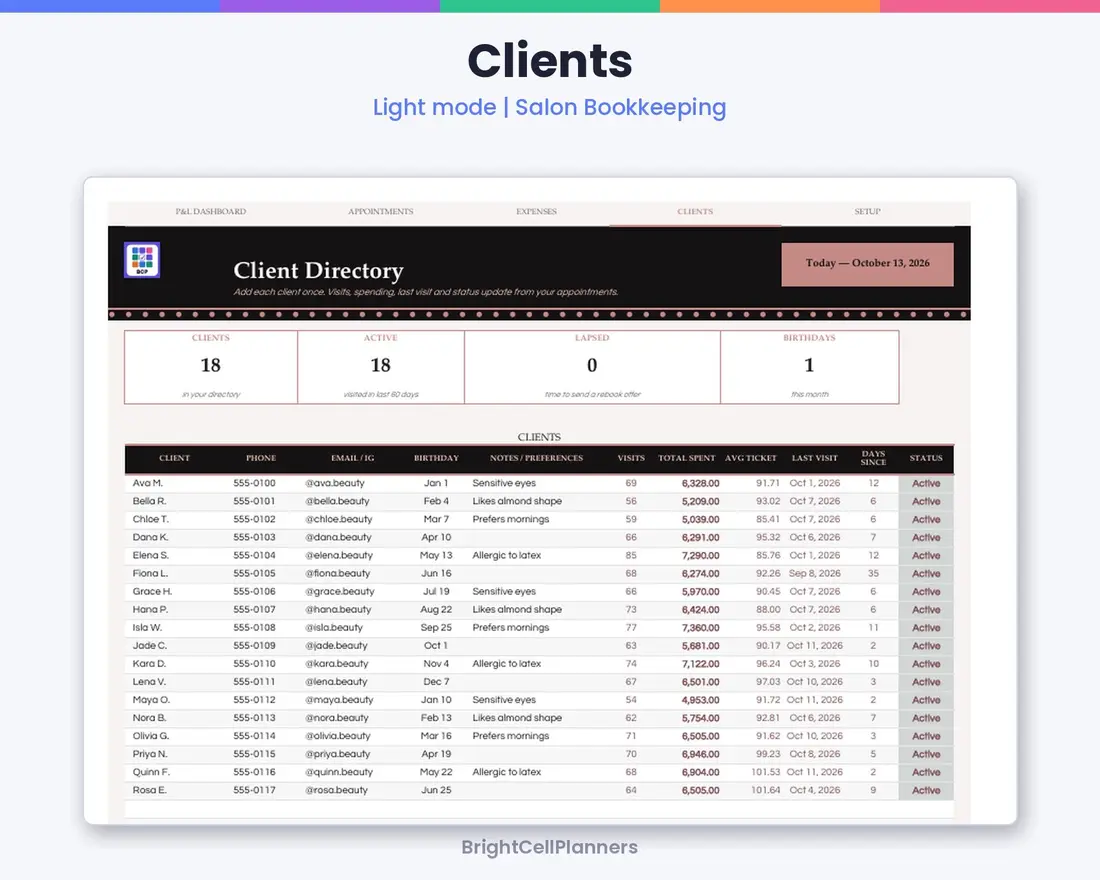 Clients
Light mode | Salon Bookkeeping
P&L DASHBOARD APPOINTMENTS EXPENSES CLIENTS SETUP
BCP
Client Directory
Add each client once. Visits, spending, last visit and status update from your appointments.
Today — October 13, 2026
CLIENTS ACTIVE LAPSED BIRTHDAYS
18 18 0 1
in your directory visited in last 60 days time to send a rebook offer this month
CLIENTS
CLIENT PHONE EMAIL / IG BIRTHDAY NOTES / PREFERENCES VISITS TOTAL SPENT AVG TICKET LAST VISIT DAYS SINCE STATUS
Ava M. 555-0100 @ava.beauty Jan 1 Sensitive eyes 69 6,328.00 91.71 Oct 1, 2026 12 Active
Bella R. 555-0101 @bella.beauty Feb 4 Likes almond shape 56 5,209.00 93.02 Oct 7, 2026 6 Active
Chloe T. 555-0102 @chloe.beauty Mar 7 Prefers mornings 59 5,039.00 85.41 Oct 7, 2026 6 Active
Dana K. 555-0103 @dana.beauty Apr 10 66 6,291.00 95.32 Oct 6, 2026 7 Active
Elena S. 555-0104 @elena.beauty May 13 Allergic to latex 85 7,290.00 85.76 Oct 1, 2026 12 Active
Fiona L. 555-0105 @fiona.beauty Jun 16 68 6,274.00 92.26 Sep 8, 2026 35 Active
Grace H. 555-0106 @grace.beauty Jul 19 Sensitive eyes 66 5,970.00 90.45 Oct 7, 2026 6 Active
Hana P. 555-0107 @hana.beauty Aug 22 Likes almond shape 73 6,424.00 88.00 Oct 7, 2026 6 Active
Isla W. 555-0108 @isla.beauty Sep 25 Prefers mornings 77 7,360.00 95.58 Oct 2, 2026 11 Active
Jade C. 555-0109 @jade.beauty Oct 1 63 5,681.00 90.17 Oct 11, 2026 2 Active
Kara D. 555-0110 @kara.beauty Nov 4 Allergic to latex 74 7,122.00 96.24 Oct 3, 2026 10 Active
Lena V. 555-0111 @lena.beauty Dec 7 67 6,501.00 97.03 Oct 10, 2026 3 Active
Maya O. 555-0112 @maya.beauty Jan 10 Sensitive eyes 54 4,953.00 91.72 Oct 11, 2026 2 Active
Nora B. 555-0113 @nora.beauty Feb 13 Likes almond shape 62 5,754.00 92.81 Oct 6, 2026 7 Active
Olivia G. 555-0114 @olivia.beauty Mar 16 Prefers mornings 71 6,505.00 91.62 Oct 10, 2026 3 Active
Priya N. 555-0115 @priya.beauty Apr 19 70 6,946.00 99.23 Oct 8, 2026 5 Active
Quinn F. 555-0116 @quinn.beauty May 22 Allergic to latex 68 6,904.00 101.53 Oct 11, 2026 2 Active
Rosa E. 555-0117 @rosa.beauty Jun 25 64 6,505.00 101.64 Oct 4, 2026 9 Active
BrightCellPlanners